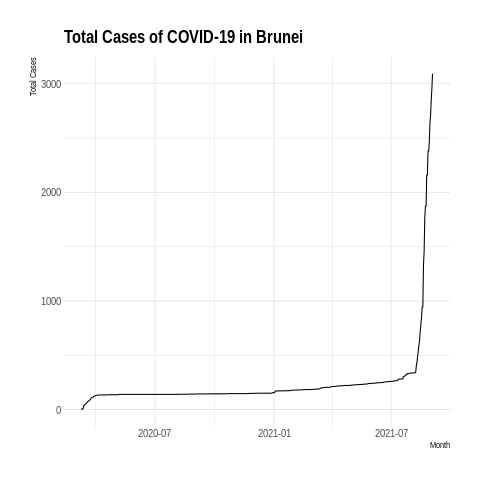 Total Cases of COVID-19 in Brunei
Total Cases
3000
2000
1000
0
2020-07
2021-01
2021-07
Month